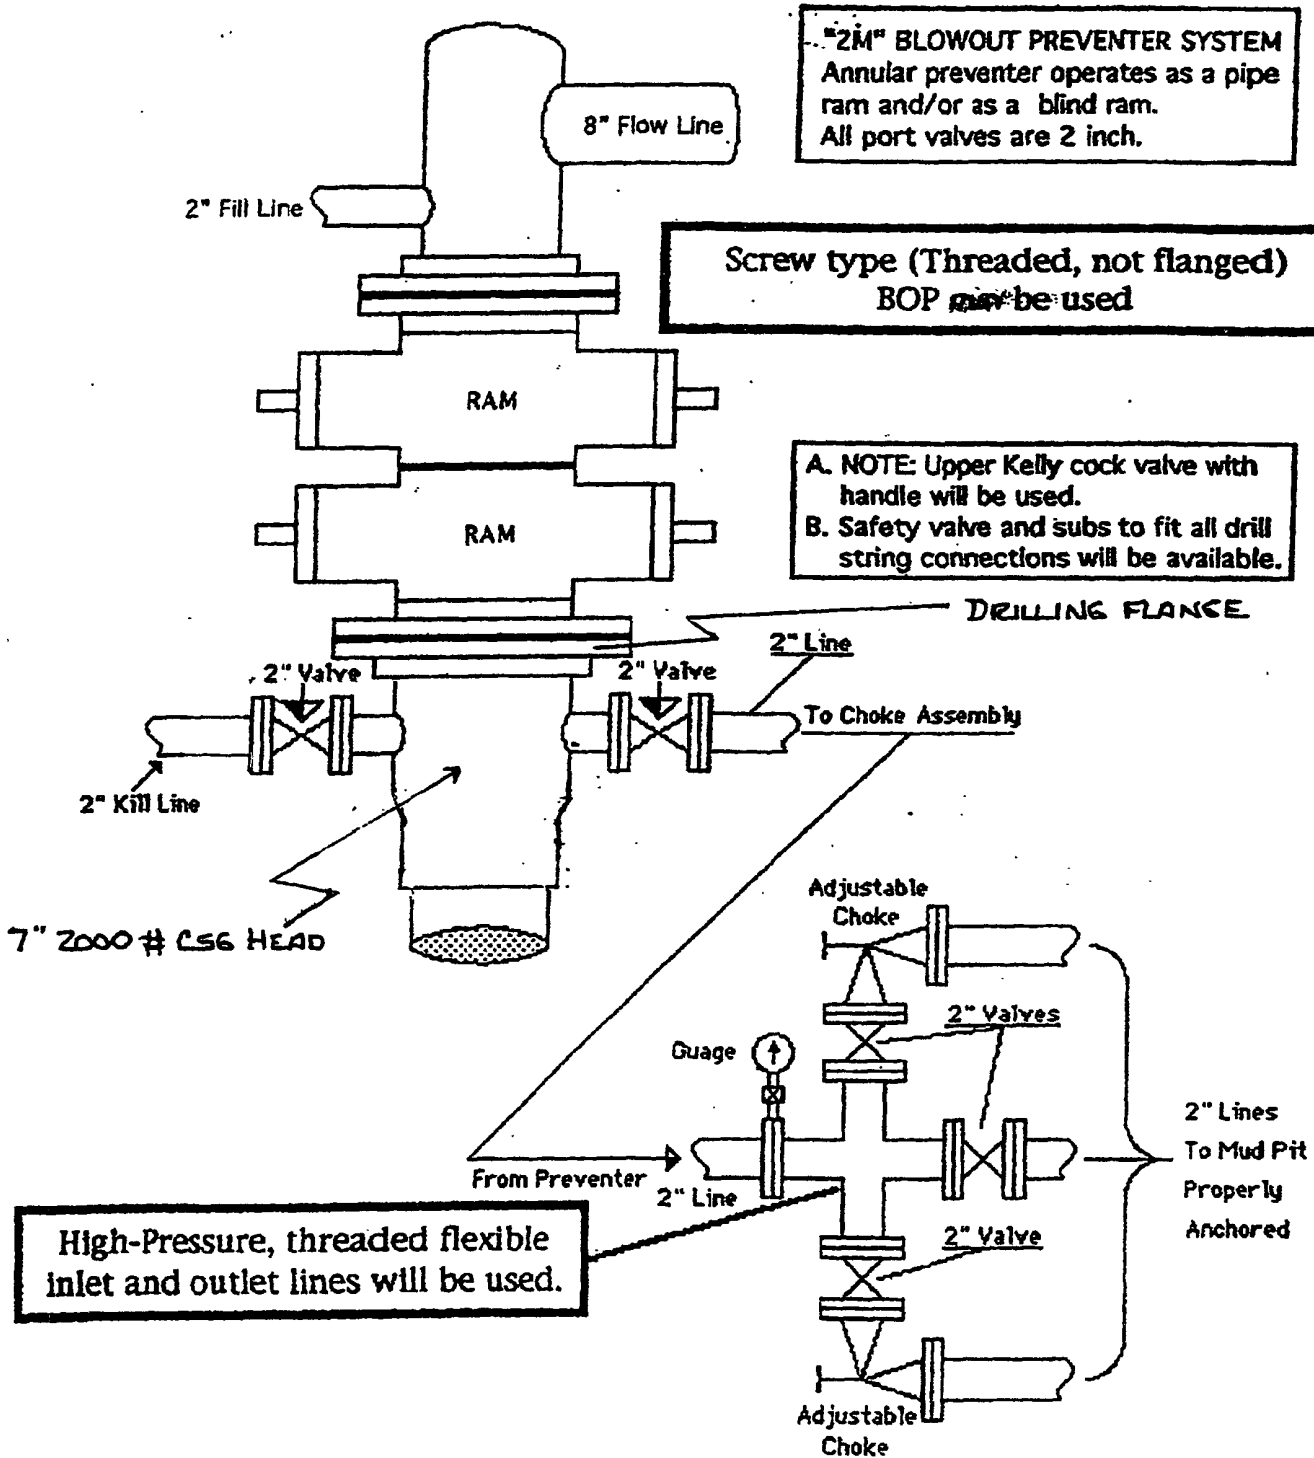 "2M" BLOWOUT PREVENTER SYSTEM
Annular preventer operates as a pipe
ram and/or as a blind ram.
All port valves are 2 inch.
8" Flow Line
2" Fill Line
Screw type (Threaded, not flanged)
BOP may be used
RAM
A. NOTE: Upper Kelly cock valve with
handle will be used.
B. Safety valve and subs to fit all drill
string connections will be available.
RAM
DRILLING FLANGE
2" Line
2" Valve
2" Valve
To Choke Assembly
2" Kill Line
7" 2000 # CSG HEAD
Adjustable
Choke
2" Valves
Guage
2" Lines
To Mud Pit
Properly
Anchored
From Preventer
2" Line
High-Pressure, threaded flexible
inlet and outlet lines will be used.
2" Valve
Adjustable
Choke